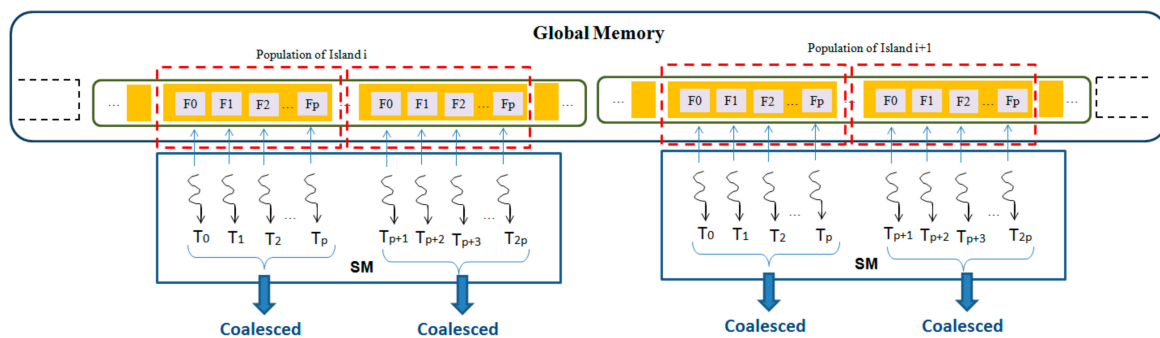 Global Memory
Population of Island i
Population of Island i+1
... F0 F1 F2 ... Fp ... F0 F1 F2 ... Fp ... ... F0 F1 F2 ... Fp ... F0 F1 F2 ... Fp ...
T0 T1 T2 ... Tp Tp+1 Tp+2 Tp+3 ... T2p T0 T1 T2 ... Tp Tp+1 Tp+2 Tp+3 ... T2p
SM SM
Coalesced Coalesced Coalesced Coalesced